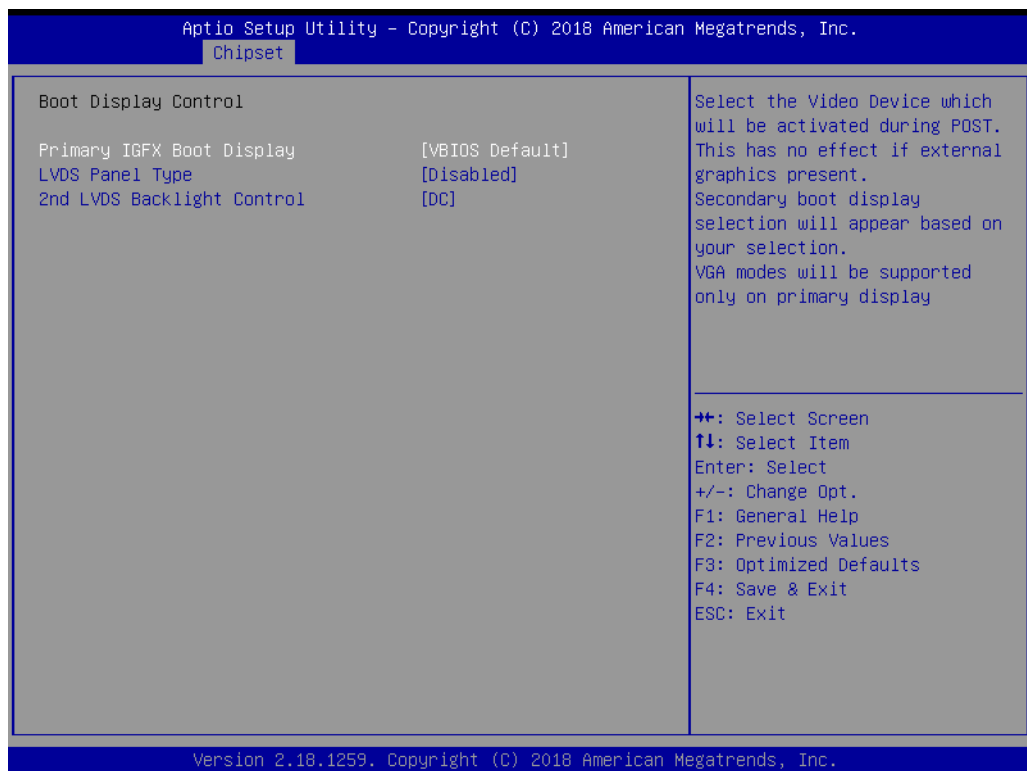 Aptio Setup Utility – Copyright (C) 2018 American Megatrends, Inc.
Chipset
Boot Display Control
Primary IGFX Boot Display [VBIOS Default]
LVDS Panel Type [Disabled]
2nd LVDS Backlight Control [DC]
Select the Video Device which
will be activated during POST.
This has no effect if external
graphics present.
Secondary boot display
selection will appear based on
your selection.
VGA modes will be supported
only on primary display
→←: Select Screen
↑↓: Select Item
Enter: Select
+/-: Change Opt.
F1: General Help
F2: Previous Values
F3: Optimized Defaults
F4: Save & Exit
ESC: Exit
Version 2.18.1259. Copyright (C) 2018 American Megatrends, Inc.